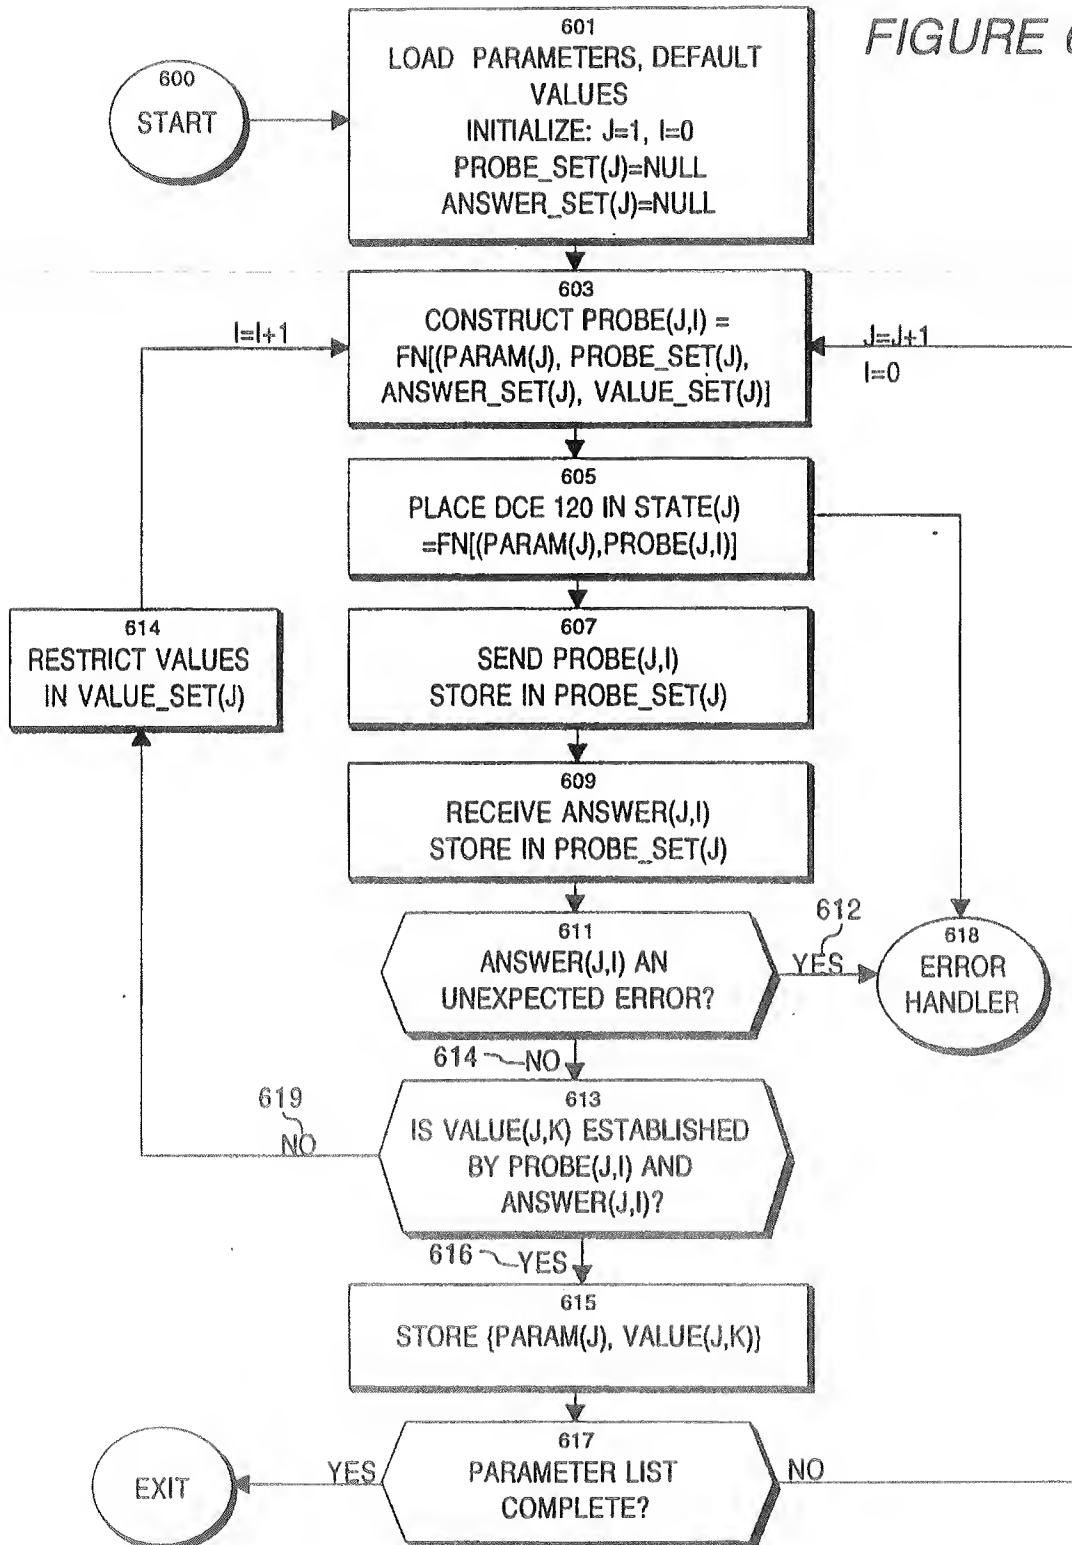 FIGURE 6
600
START
601
LOAD PARAMETERS, DEFAULT
VALUES
INITIALIZE: J=1, I=0
PROBE_SET(J)=NULL
ANSWER_SET(J)=NULL
603
CONSTRUCT PROBE(J,I) =
FN[(PARAM(J), PROBE_SET(J),
ANSWER_SET(J), VALUE_SET(J)]
I=I+1
J=J+1
I=0
605
PLACE DCE 120 IN STATE(J)
=FN[(PARAM(J),PROBE(J,I)]
614
RESTRICT VALUES
IN VALUE_SET(J)
607
SEND PROBE(J,I)
STORE IN PROBE_SET(J)
609
RECEIVE ANSWER(J,I)
STORE IN PROBE_SET(J)
611
ANSWER(J,I) AN
UNEXPECTED ERROR?
612
YES
618
ERROR
HANDLER
614
NO
619
NO
613
IS VALUE(J,K) ESTABLISHED
BY PROBE(J,I) AND
ANSWER(J,I)?
616
YES
615
STORE {PARAM(J), VALUE(J,K)}
617
PARAMETER LIST
COMPLETE?
YES
NO
EXIT